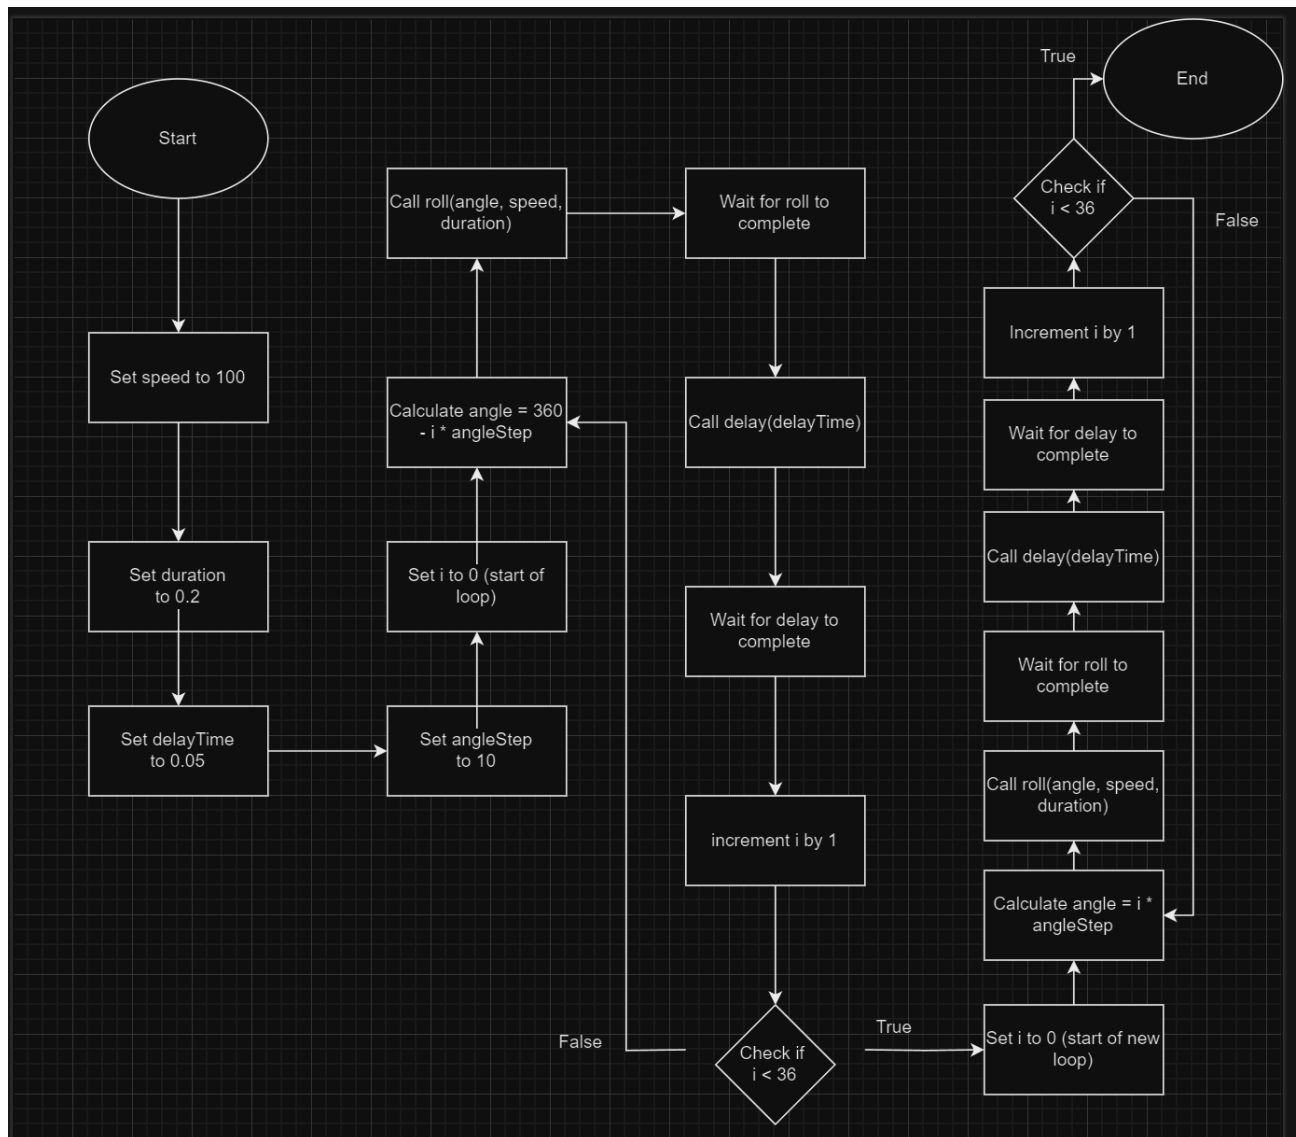 Start
Set speed to 100
Set duration
to 0.2
Set delayTime
to 0.05
Set angleStep
to 10
Set i to 0 (start of
loop)
Calculate angle = 360
- i * angleStep
Call roll(angle, speed,
duration)
Wait for roll to
complete
Call delay(delayTime)
Wait for delay to
complete
increment i by 1
Check if
i < 36
False
True
Set i to 0 (start of new
loop)
Calculate angle = i *
angleStep
Call roll(angle, speed,
duration)
Wait for roll to
complete
Call delay(delayTime)
Wait for delay to
complete
Increment i by 1
Check if
i < 36
False
True
End